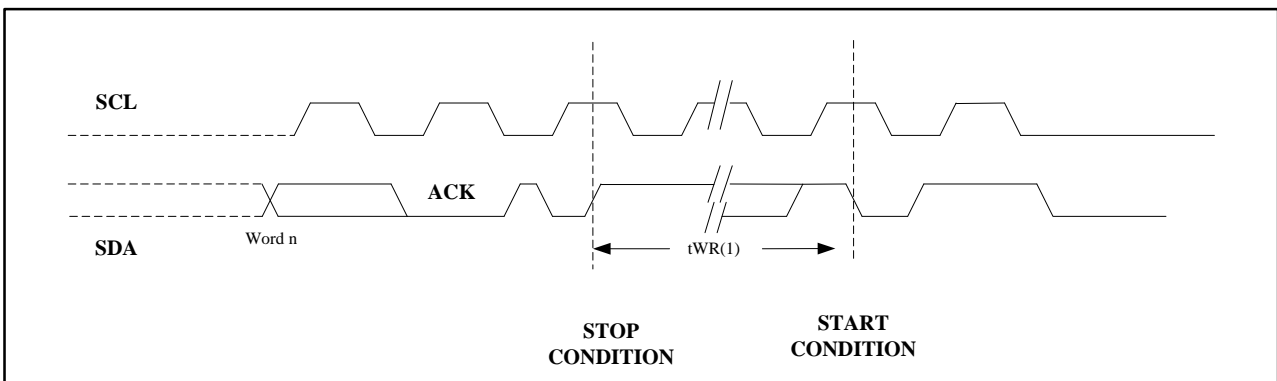 SCL
ACK
Word n
SDA
tWR(1)
STOP
CONDITION
START
CONDITION